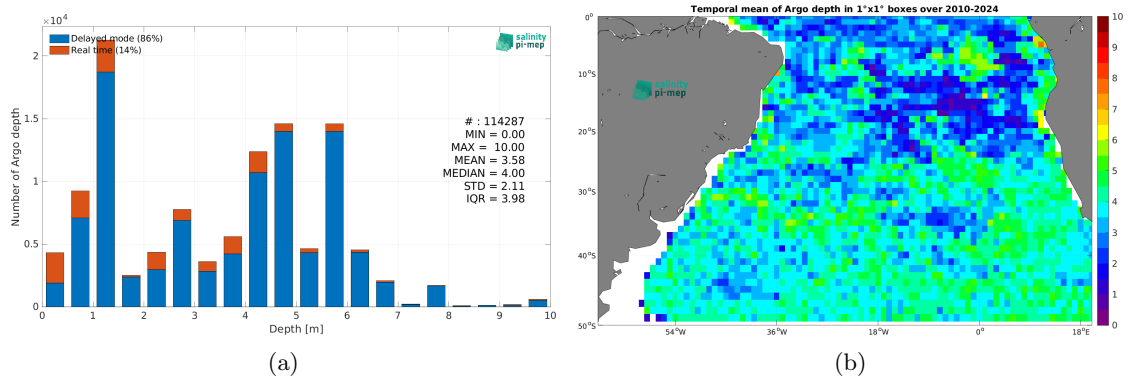 ×10⁴
Delayed mode (86%)
Real time (14%)
salinity
pi-mep
# : 114287
MIN = 0.00
MAX = 10.00
MEAN = 3.58
MEDIAN = 4.00
STD = 2.11
IQR = 3.98
Number of Argo depth
2
1.5
1
0.5
0
0 1 2 3 4 5 6 7 8 9 10
Depth [m]
(a)
Temporal mean of Argo depth in 1°x1° boxes over 2010-2024
salinity
pi-mep
0°
10°S
20°S
30°S
40°S
50°S
54°W 36°W 18°W 0° 18°E
10
9
8
7
6
5
4
3
2
1
0
(b)